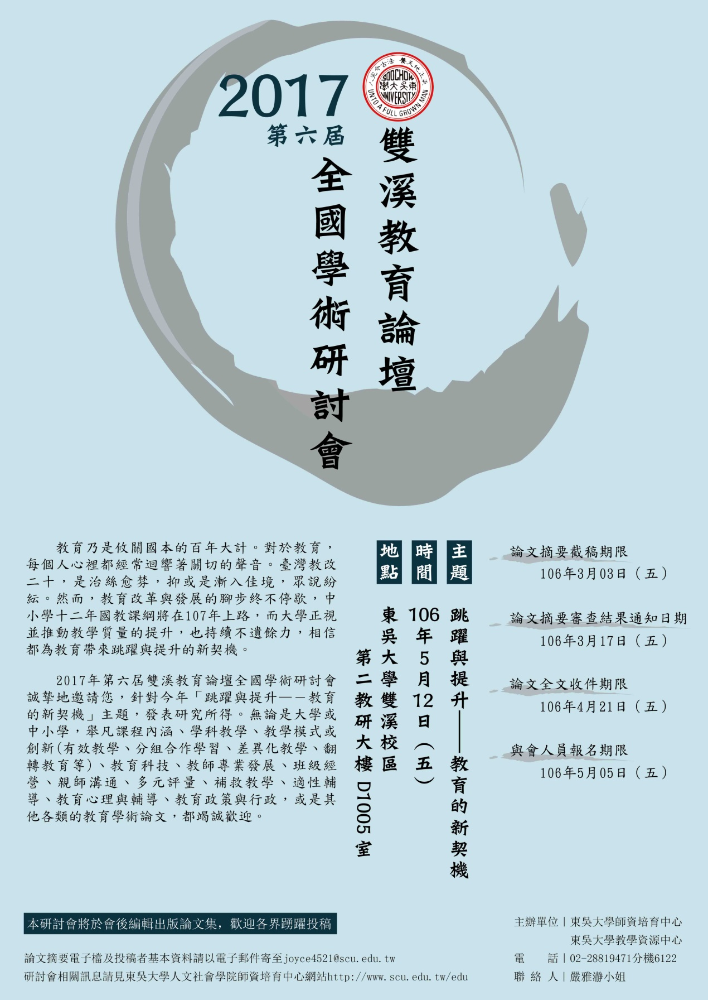 2017
第六屆
養天地正氣 法古今完人
SOOCHOW
東吳大學
UNIVERSITY
UNTO A FULL GROWN MAN
雙溪教育論壇
全國學術研討會
教育乃是攸關國本的百年大計。對於教育，
每個人心裡都經常迴響著關切的聲音。臺灣教改
二十，是治絲愈棼，抑或是漸入佳境，眾說紛
紜。然而，教育改革與發展的腳步終不停歇，中
小學十二年國教課綱將在107年上路，而大學正視
並推動教學質量的提升，也持續不遺餘力，相信
都為教育帶來跳躍與提升的新契機。
2017年第六屆雙溪教育論壇全國學術研討會
誠摯地邀請您，針對今年「跳躍與提升——教育
的新契機」主題，發表研究所得。無論是大學或
中小學，舉凡課程內涵、學科教學、教學模式或
創新(有效教學、分組合作學習、差異化教學、翻
轉教育等)、教育科技、教師專業發展、班級經
營、親師溝通、多元評量、補救教學、適性輔
導、教育心理與輔導、教育政策與行政，或是其
他各類的教育學術論文，都竭誠歡迎。
主題
跳躍與提升——教育的新契機
時間
106年5月12日（五）
地點
東吳大學雙溪校區
第二教研大樓 D1005 室
論文摘要截稿期限
106年3月03日（五）
論文摘要審查結果通知日期
106年3月17日（五）
論文全文收件期限
106年4月21日（五）
與會人員報名期限
106年5月05日（五）
本研討會將於會後編輯出版論文集，歡迎各界踴躍投稿
論文摘要電子檔及投稿者基本資料請以電子郵件寄至joyce4521@scu.edu.tw
研討會相關訊息請見東吳大學人文社會學院師資培育中心網站http://www.scu.edu.tw/edu
主辦單位｜東吳大學師資培育中心
東吳大學教學資源中心
電　　話｜02-28819471分機6122
聯 絡 人｜嚴雅瀞小姐